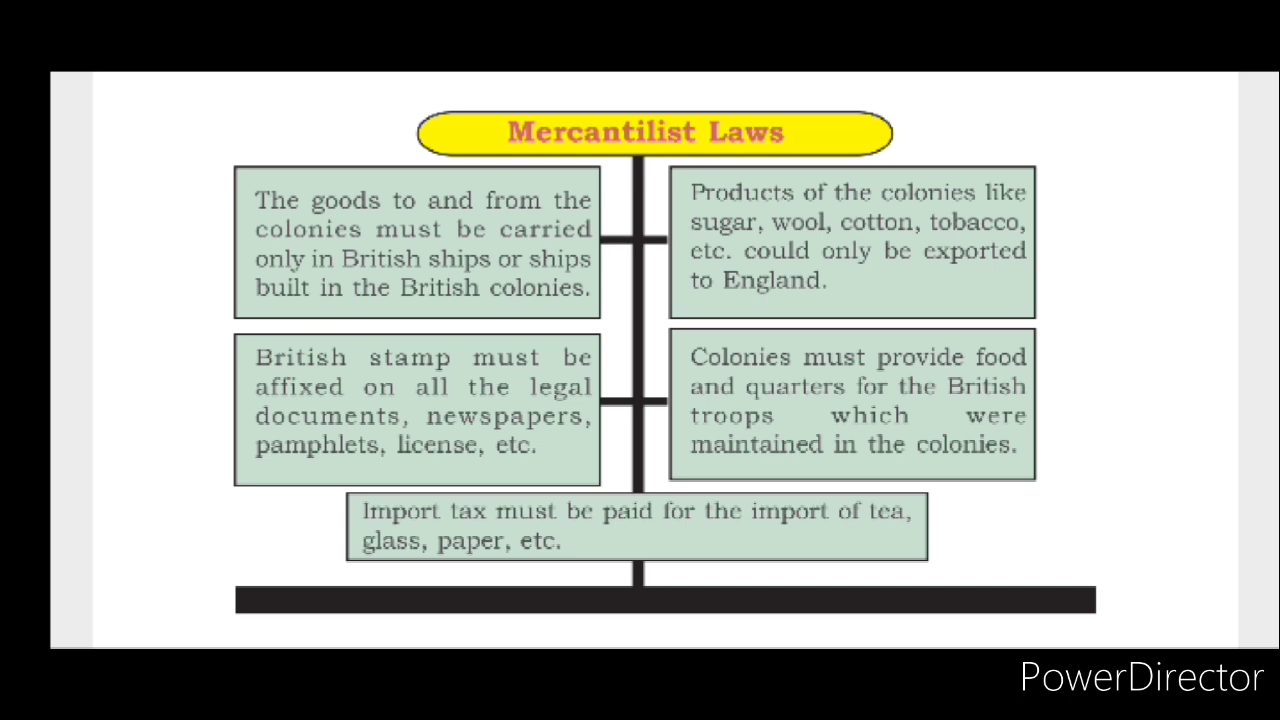 Mercantilist Laws
The goods to and from the
colonies must be carried
only in British ships or ships
built in the British colonies.
Products of the colonies like
sugar, wool, cotton, tobacco,
etc. could only be exported
to England.
British stamp must be
affixed on all the legal
documents, newspapers,
pamphlets, license, etc.
Colonies must provide food
and quarters for the British
troops which were
maintained in the colonies.
Import tax must be paid for the import of tea,
glass, paper, etc.
PowerDirector